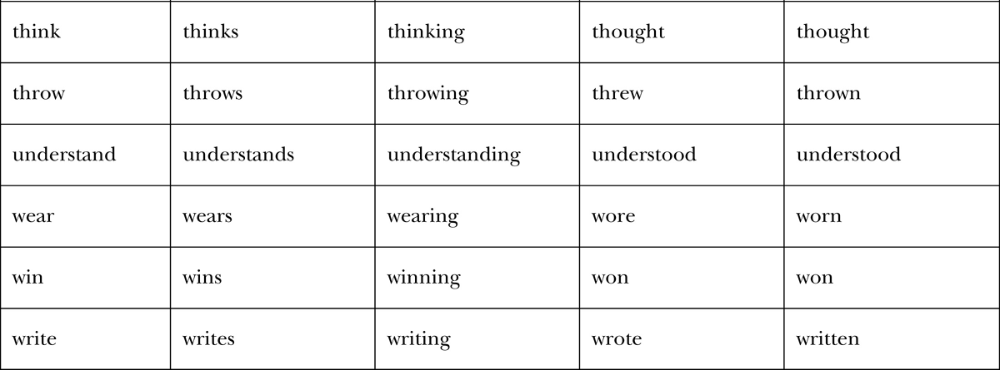 think thinks thinking thought thought
throw throws throwing threw thrown
understand understands understanding understood understood
wear wears wearing wore worn
win wins winning won won
write writes writing wrote written